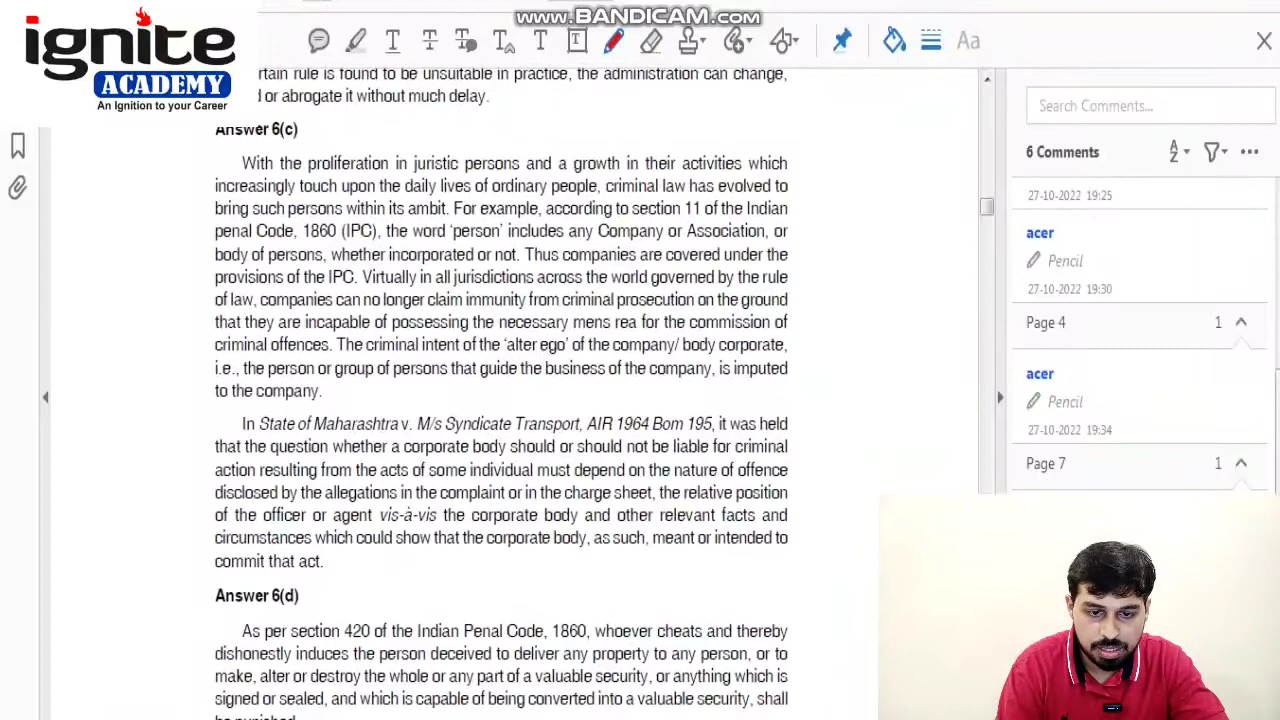 www.BANDICAM.com
ignite
ACADEMY
An Ignition to your Career
Aa
rtain rule is found to be unsuitable in practice, the administration can change,
d or abrogate it without much delay.
Answer 6(c)
With the proliferation in juristic persons and a growth in their activities which
increasingly touch upon the daily lives of ordinary people, criminal law has evolved to
bring such persons within its ambit. For example, according to section 11 of the Indian
penal Code, 1860 (IPC), the word 'person' includes any Company or Association, or
body of persons, whether incorporated or not. Thus companies are covered under the
provisions of the IPC. Virtually in all jurisdictions across the world governed by the rule
of law, companies can no longer claim immunity from criminal prosecution on the ground
that they are incapable of possessing the necessary mens rea for the commission of
criminal offences. The criminal intent of the 'alter ego' of the company/ body corporate,
i.e., the person or group of persons that guide the business of the company, is imputed
to the company.
In State of Maharashtra v. M/s Syndicate Transport, AIR 1964 Bom 195, it was held
that the question whether a corporate body should or should not be liable for criminal
action resulting from the acts of some individual must depend on the nature of offence
disclosed by the allegations in the complaint or in the charge sheet, the relative position
of the officer or agent vis-à-vis the corporate body and other relevant facts and
circumstances which could show that the corporate body, as such, meant or intended to
commit that act.
Answer 6(d)
As per section 420 of the Indian Penal Code, 1860, whoever cheats and thereby
dishonestly induces the person deceived to deliver any property to any person, or to
make, alter or destroy the whole or any part of a valuable security, or anything which is
signed or sealed, and which is capable of being converted into a valuable security, shall
be punished
Search Comments...
6 Comments
27-10-2022 19:25
acer
Pencil
27-10-2022 19:30
Page 4 1
acer
Pencil
27-10-2022 19:34
Page 7 1